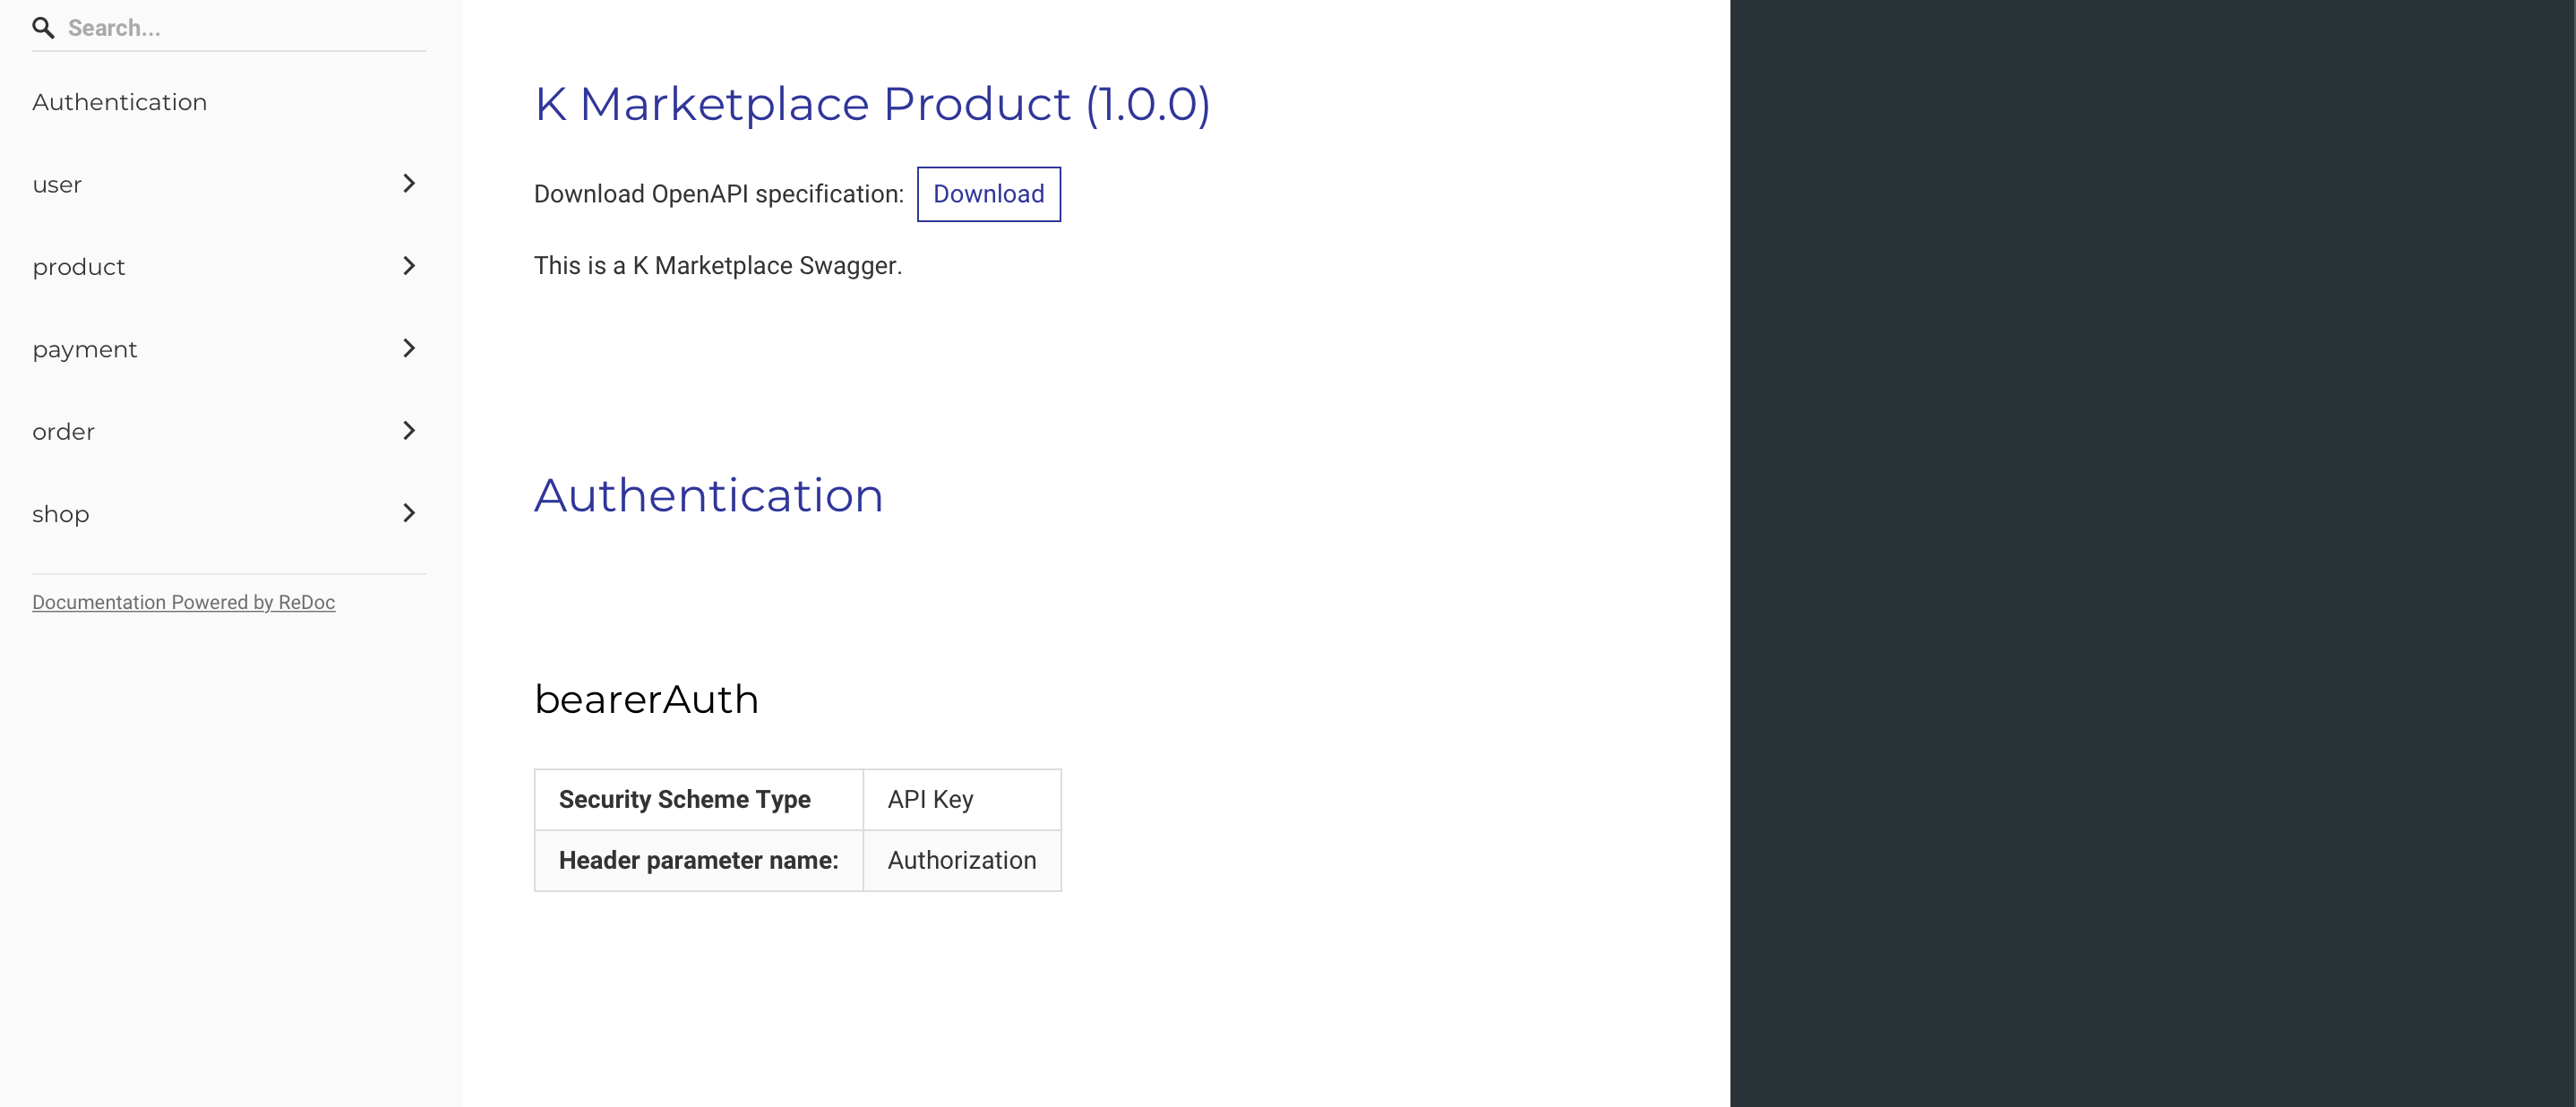 Search...
Authentication
user
product
payment
order
shop
Documentation Powered by ReDoc
K Marketplace Product (1.0.0)
Download OpenAPI specification: Download
This is a K Marketplace Swagger.
Authentication
bearerAuth
Security Scheme Type API Key
Header parameter name: Authorization